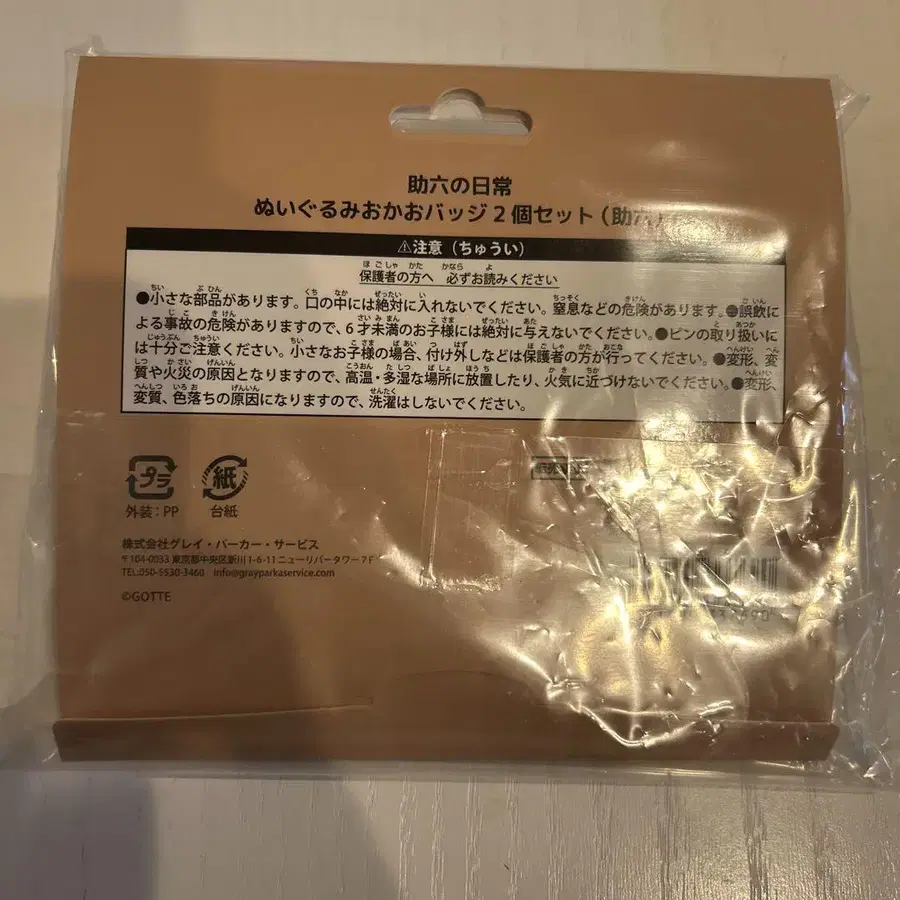 助六の日常
ぬいぐるみおかおバッジ2個セット(助六)
⚠注意(ちゅうい)
保護者の方へ 必ずお読みください
●小さな部品があります。口の中には絶対に入れないでください。窒息などの危険があります。●誤飲に
よる事故の危険がありますので、6才未満のお子様には絶対に与えないでください。●ピンの取り扱いに
は十分ご注意ください。小さなお子様の場合、付け外しなどは保護者の方が行ってください。●変形、変
質や火災の原因となりますので、高温・多湿な場所に放置したり、火気に近づけないでください。●変形、
変質、色落ちの原因になりますので、洗濯はしないでください。
プラ
紙
外装:PP
台紙
株式会社グレイ・パーカー・サービス
〒104-0033 東京都中央区新川1-6-11ニューリバータワー7F
TEL:050-5530-3460 info@grayparkaservice.com
©GOTTE